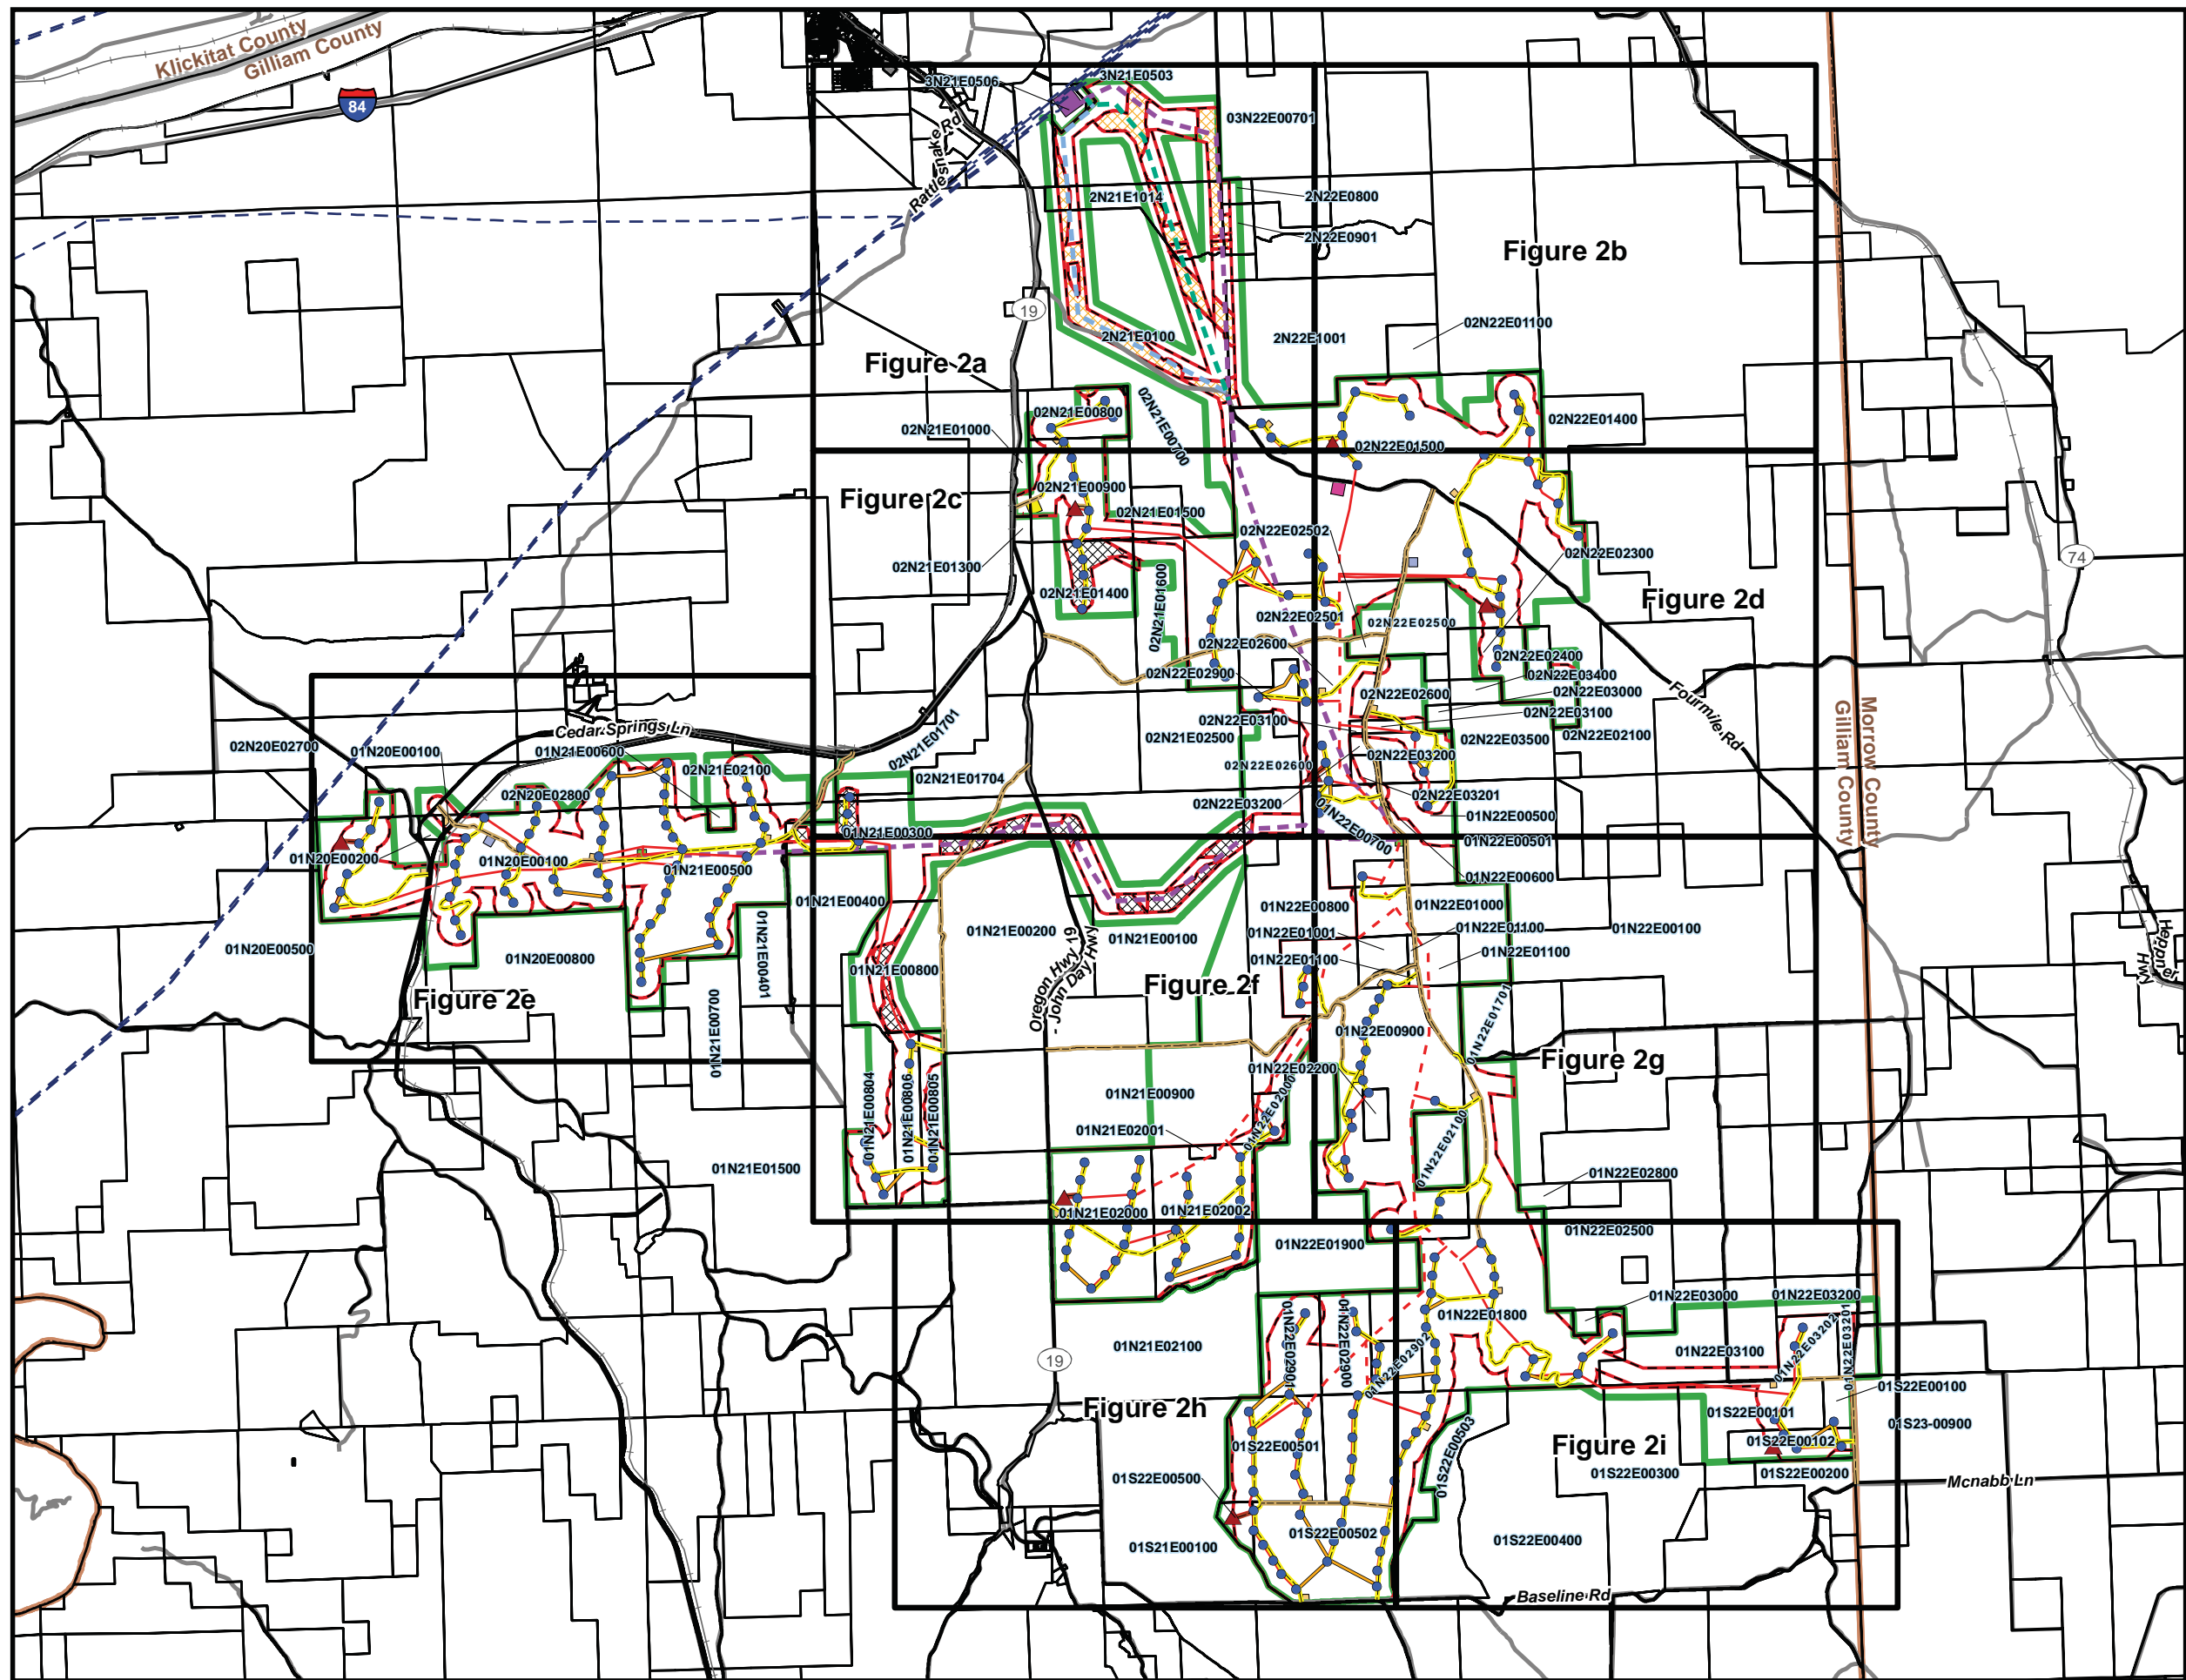 Klickitat County
Gilliam County
84
3N21E0506
3N21E0503
03N22E00701
Rattlesnake Rd
2N21E1014
2N22E0800
2N22E0901
Figure 2b
19
2N21E0100
2N22E1001
02N22E01100
Figure 2a
02N21E00800
02N21E00700
02N21E01000
02N22E01400
02N22E01500
Figure 2c
02N21E00900
02N21E01500
02N22E02502
02N21E01300
02N22E02300
74
02N21E01400
02N21E01600
02N22E02501
02N22E02500
Figure 2d
02N22E02600
02N22E02400
02N22E02900
02N22E03400
02N22E02600
02N22E03000
02N22E03100
02N22E03100
Fourmile Rd
Cedar Springs Ln
02N21E01701
02N21E02500
02N22E03500
02N22E02100
Morrow County
Gilliam County
02N20E02700
01N20E00100
01N21E00600
02N22E03200
02N21E02100
02N21E01704
02N22E02600
02N20E02800
02N22E03200
02N22E03201
01N22E00500
01N21E00300
01N22E00700
01N22E00501
01N20E00200
01N20E00100
01N21E00500
01N22E00600
01N21E00400
01N22E00800
01N22E01000
01N20E00500
01N20E00800
01N21E00401
01N21E00200
01N21E00100
01N22E01001
01N22E01100
01N22E00100
01N22E01100
01N22E01100
01N21E00800
Heppner Hwy
Figure 2e
Oregon Hwy 19
- John Day Hwy
Figure 2f
01N21E00700
01N22E00900
01N22E01701
Figure 2g
01N22E02200
01N21E00804
01N21E00806
01N21E00805
01N21E00900
01N22E02000
01N21E02001
01N22E02100
01N21E01500
01N22E02800
01N21E02000
01N21E02002
01N22E01900
01N22E02500
01N22E03000
01N22E03200
01N22E02901
01N22E02900
01N22E02902
01N22E01800
01N21E02100
19
01N22E03100
01N22E03202
01N22E03201
Figure 2h
01S22E00100
01S22E00101
01S23-00900
01S22E00501
01S22E00503
Figure 2i
01S22E00102
01S22E00500
01S22E00300
01S22E00200
Mcnabb Ln
01S22E00502
01S21E00100
01S22E00400
Baseline Rd